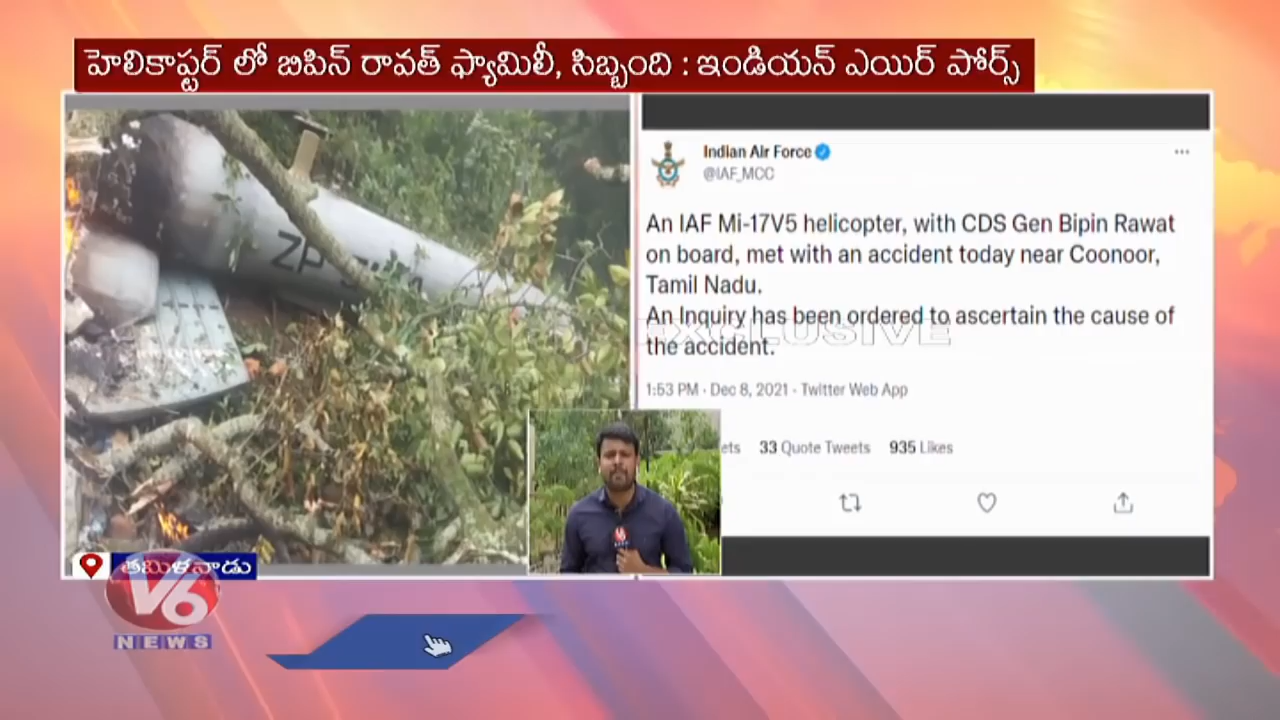 హెలికాప్టర్ లో బిపిన్ రావత్ ఫ్యామిలీ, సిబ్బంది : ఇండియన్ ఎయిర్ పోర్స్
ZP
Indian Air Force
@IAF_MCC
An IAF Mi-17V5 helicopter, with CDS Gen Bipin Rawat
on board, met with an accident today near Coonoor,
Tamil Nadu.
An Inquiry has been ordered to ascertain the cause of
the accident.
EXCLUSIVE
1:53 PM · Dec 8, 2021 · Twitter Web App
ets 33 Quote Tweets 935 Likes
తమిళనాడు
V6
NEWS